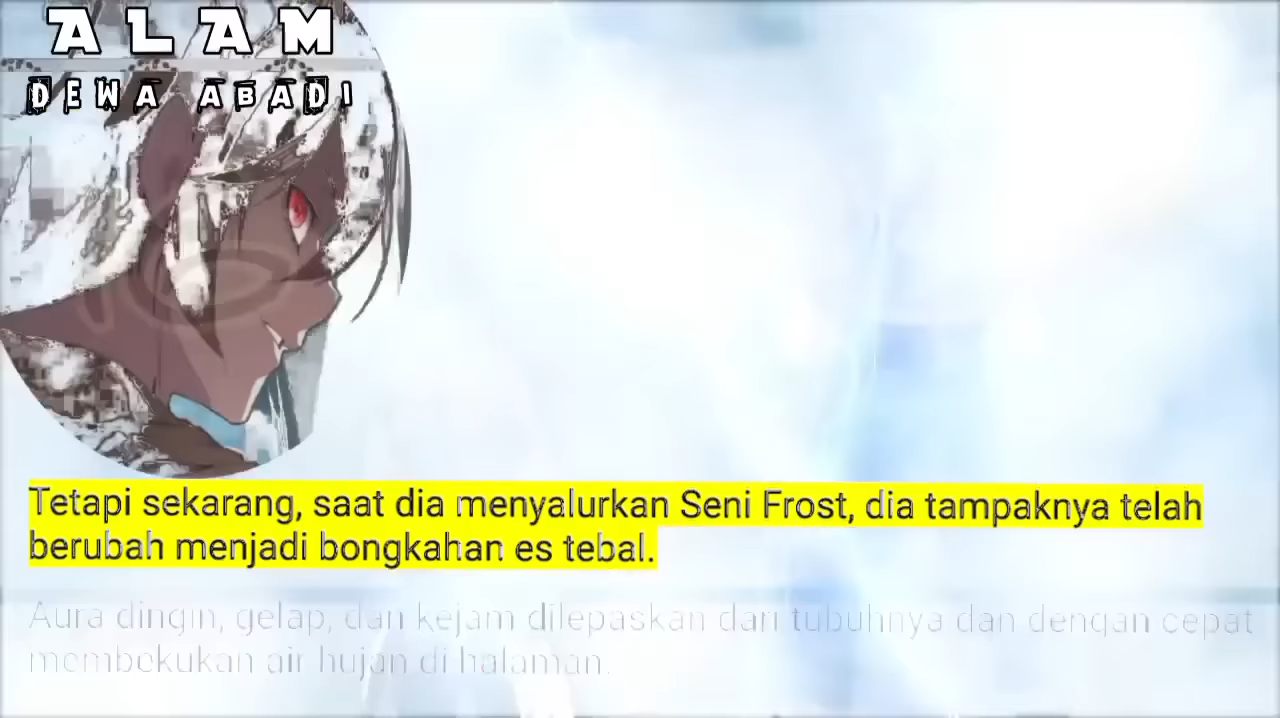 ALAM
DEWA ABADI
Tetapi sekarang, saat dia menyalurkan Seni Frost, dia tampaknya telah
berubah menjadi bongkahan es tebal.
Aura dingin, gelap, dan kejam dilepaskan dari tubuhnya dan dengan cepat
membekukan air hujan di halaman.